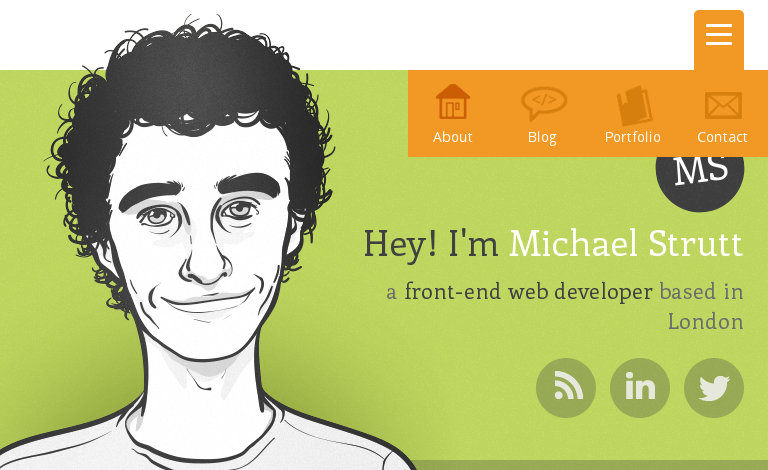 About
Blog
Portfolio
Contact
MS
Hey! I'm Michael Strutt
a front-end web developer based in
London
in